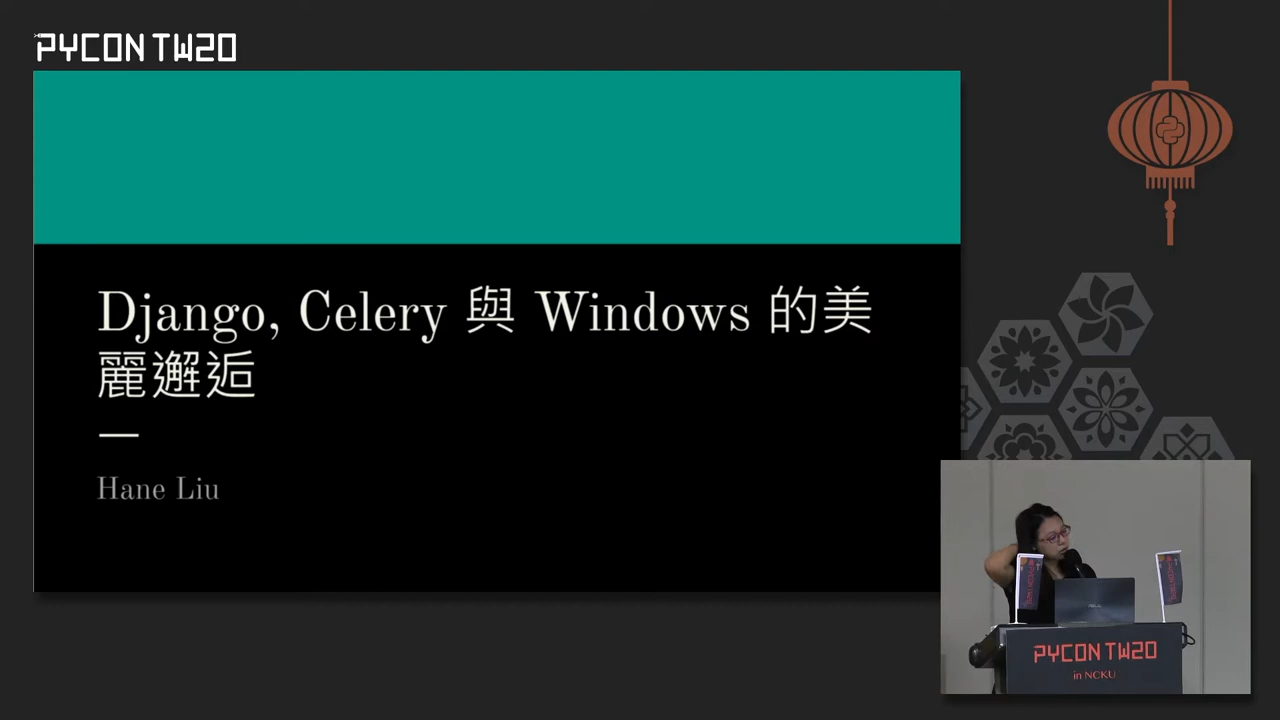 PYCON TW20
Django, Celery 與 Windows 的美
麗邂逅
Hane Liu
PYCON TW20
in NCKU